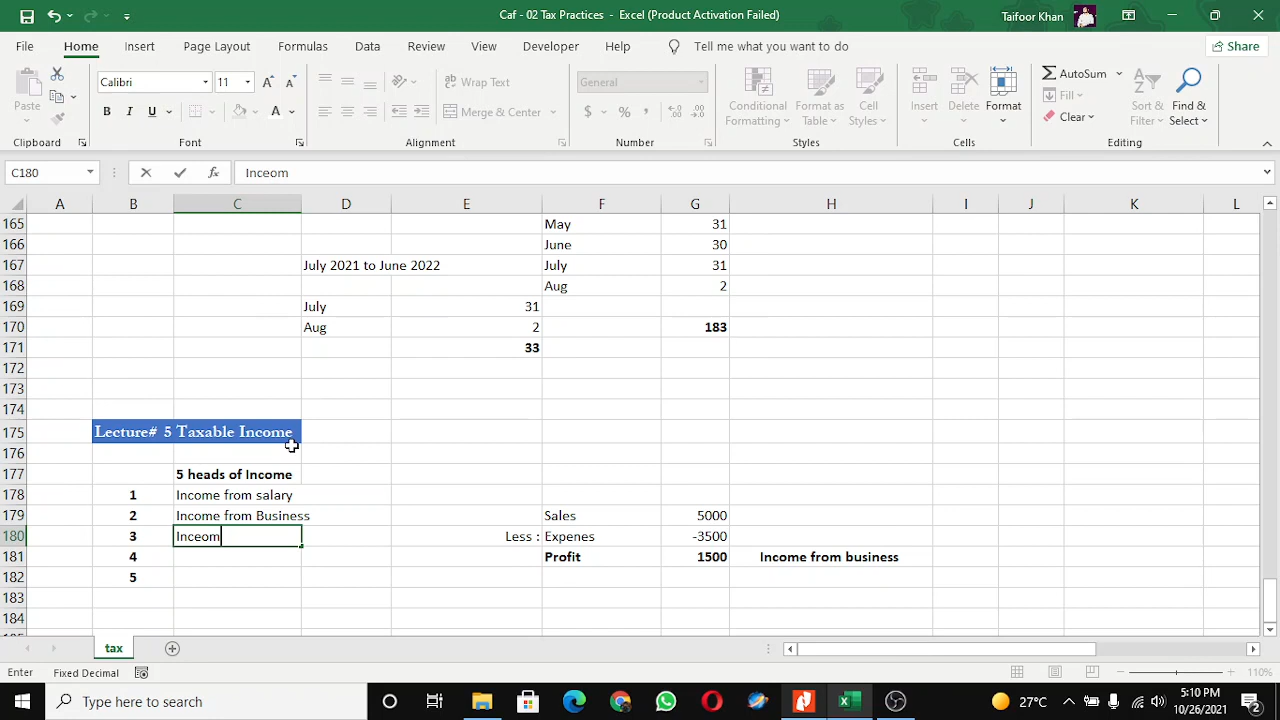 Caf - 02 Tax Practices - Excel (Product Activation Failed)
Taifoor Khan
File Home Insert Page Layout Formulas Data Review View Developer Help Tell me what you want to do Share
Paste
Calibri 11
Wrap Text
Merge & Center
General
Conditional Formatting
Format as Table
Cell Styles
Insert Delete Format
AutoSum
Fill
Clear
Sort & Filter
Find & Select
Clipboard Font Alignment Number Styles Cells Editing
C180 Inceom
A B C D E F G H I J K L
165 May 31
166 June 30
167 July 2021 to June 2022 July 31
168 Aug 2
169 July 31
170 Aug 2 183
171 33
172
173
174
175 Lecture# 5 Taxable Income
176
177 5 heads of Income
178 1 Income from salary
179 2 Income from Business Sales 5000
180 3 Inceom Less : Expenes -3500
181 4 Profit 1500 Income from business
182 5
183
184
tax
Enter Fixed Decimal 110%
Type here to search
27°C
5:10 PM
10/26/2021
2